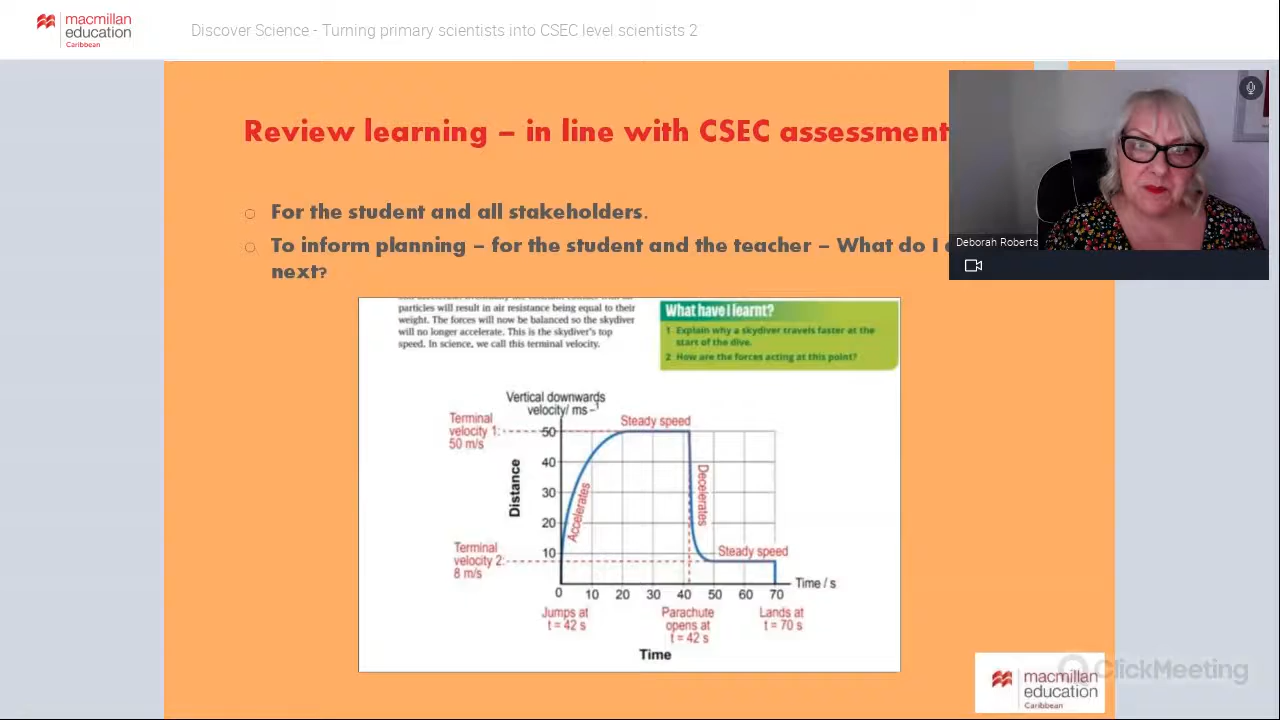 macmillan
education
Caribbean
Discover Science - Turning primary scientists into CSEC level scientists 2
Review learning – in line with CSEC assessment
For the student and all stakeholders.
To inform planning – for the student and the teacher – What do I
next?
Deborah Roberts
particles will result in air resistance being equal to their
weight. The forces will now be balanced so the skydiver
will no longer accelerate. This is the skydiver's top
speed. In science, we call this terminal velocity.
What have I learnt?
1 Explain why a skydiver travels faster at the
start of the dive.
2 How are the forces acting at this point?
Vertical downwards
velocity/ ms⁻¹
Terminal
velocity 1:
50 m/s
Steady speed
50
40
30
20
10
Distance
Accelerates
Decelerates
Steady speed
Terminal
velocity 2:
8 m/s
0 10 20 30 40 50 60 70
Time / s
Jumps at
t = 42 s
Parachute
opens at
t = 42 s
Lands at
t = 70 s
Time
ClickMeeting
macmillan
education
Caribbean